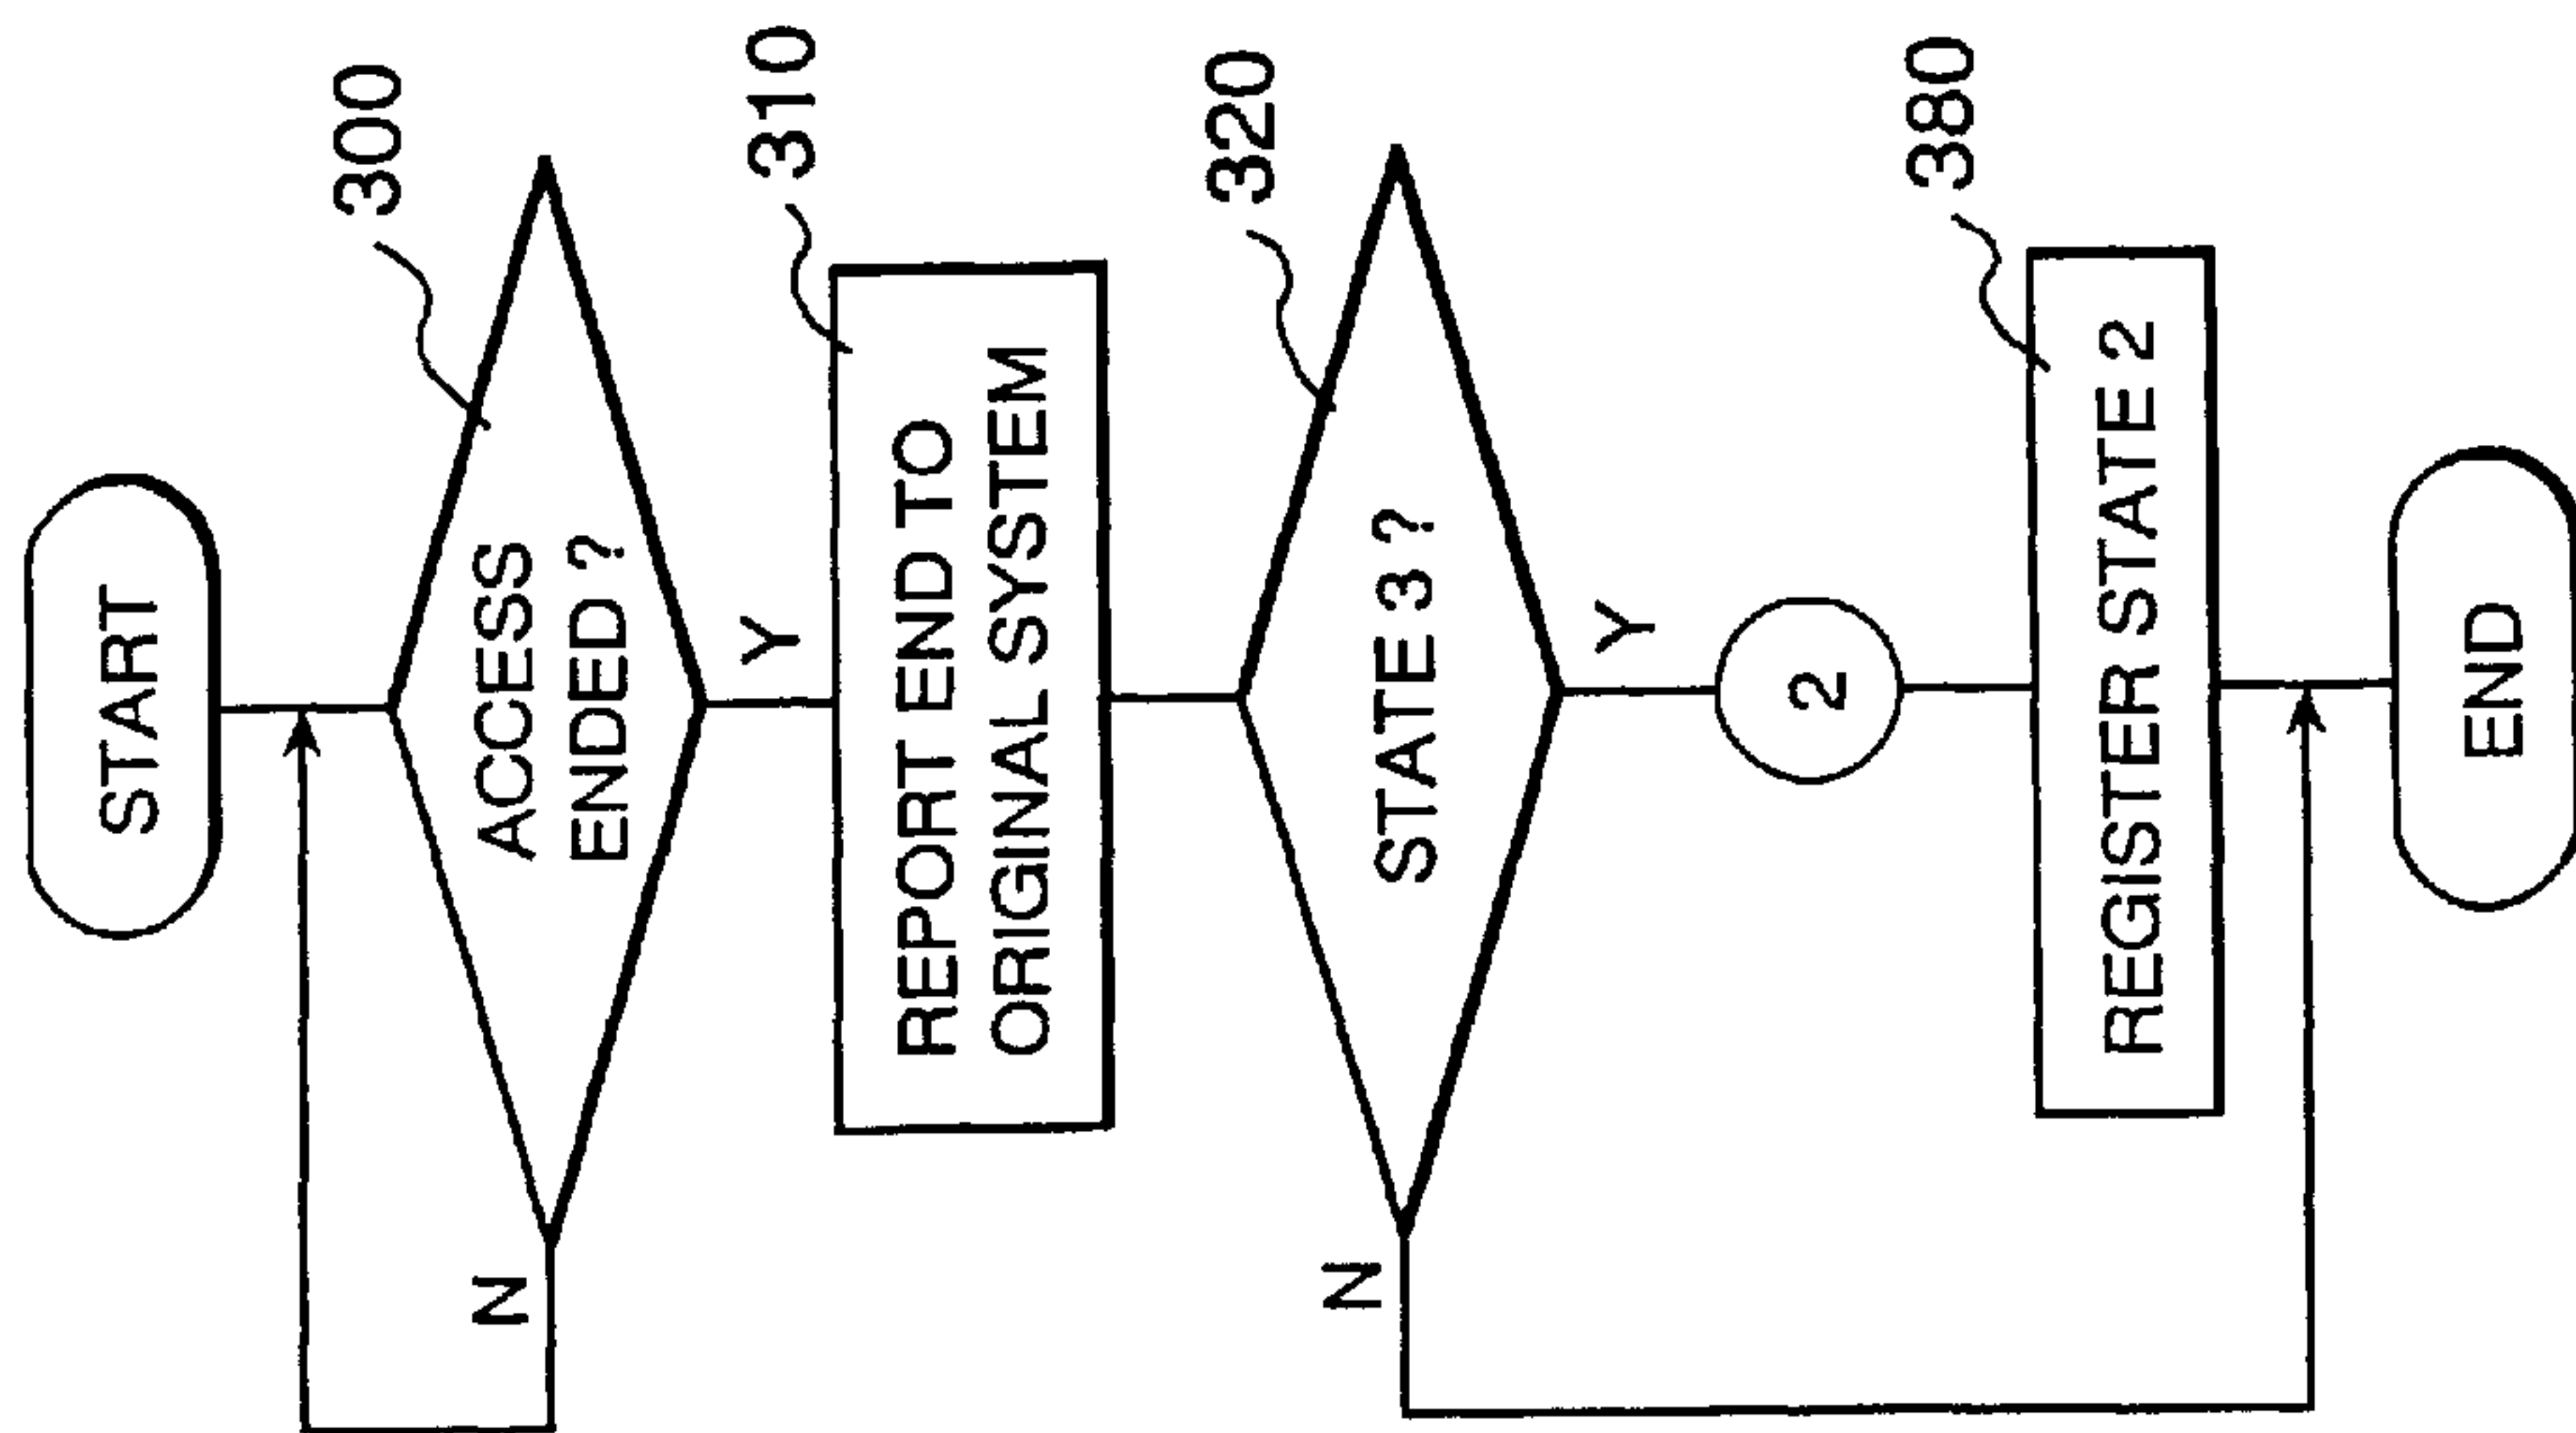 START
300
ACCESS
ENDED ?
N
Y
310
REPORT END TO
ORIGINAL SYSTEM
320
STATE 3 ?
N
Y
2
380
REGISTER STATE 2
END